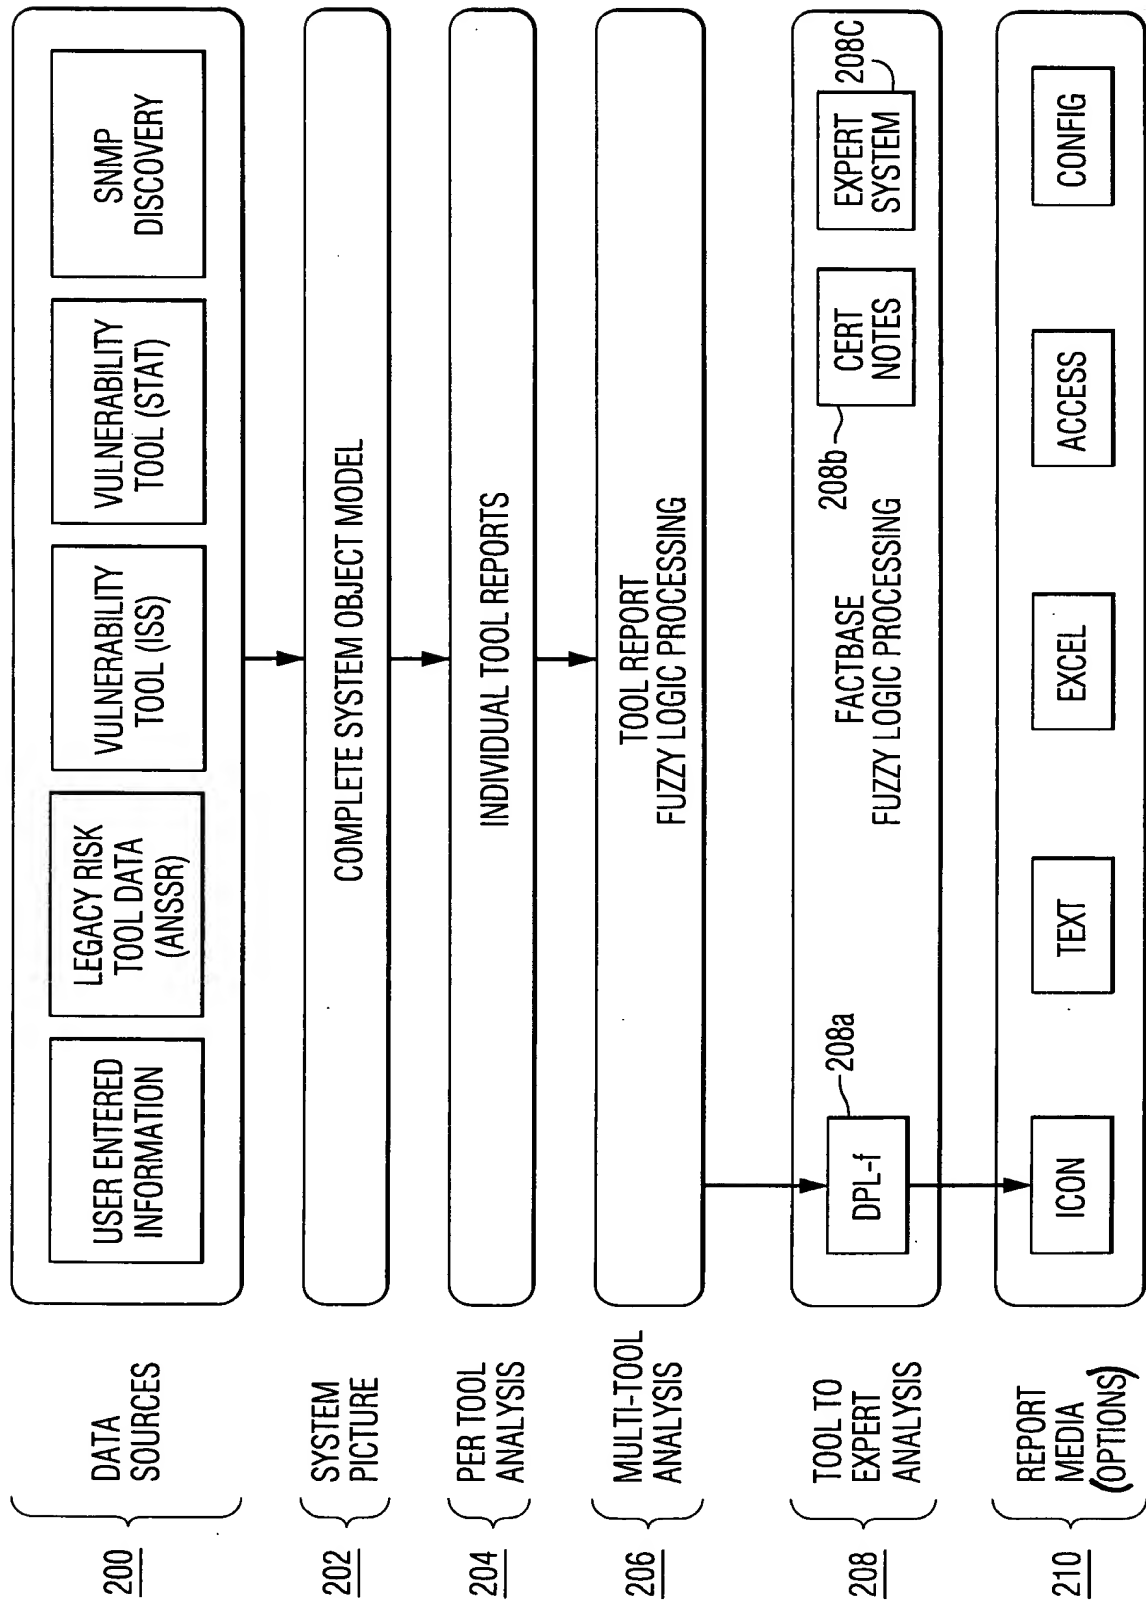 200
DATA
SOURCES
USER ENTERED
INFORMATION
LEGACY RISK
TOOL DATA
(ANSSR)
VULNERABILITY
TOOL (ISS)
VULNERABILITY
TOOL (STAT)
SNMP
DISCOVERY
202
SYSTEM
PICTURE
COMPLETE SYSTEM OBJECT MODEL
204
PER TOOL
ANALYSIS
INDIVIDUAL TOOL REPORTS
206
MULTI-TOOL
ANALYSIS
TOOL REPORT
FUZZY LOGIC PROCESSING
208
TOOL TO
EXPERT
ANALYSIS
DPL-f
208a
FACTBASE
FUZZY LOGIC PROCESSING
208b
CERT
NOTES
EXPERT
SYSTEM
208C
210
REPORT
MEDIA
(OPTIONS)
ICON
TEXT
EXCEL
ACCESS
CONFIG